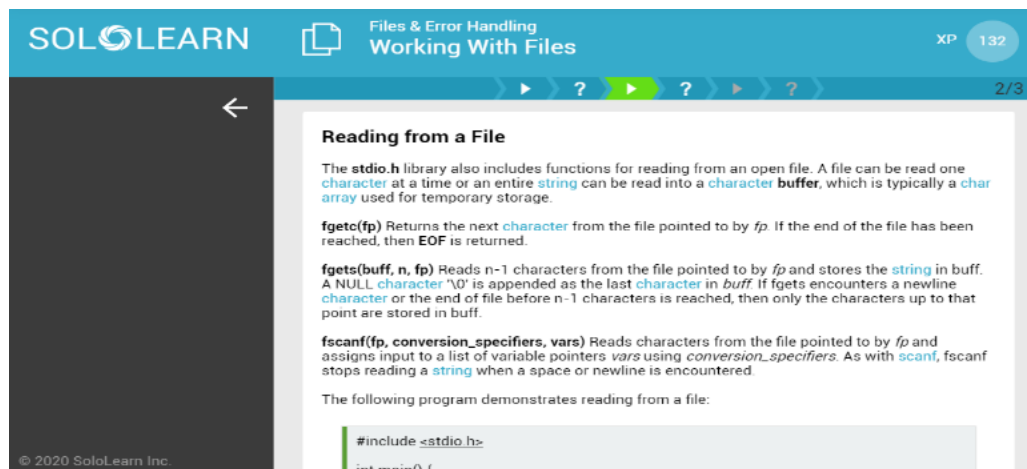 SOLOLEARN
Files & Error Handling
Working With Files
XP 132
? ? ? 2/3
Reading from a File
The stdio.h library also includes functions for reading from an open file. A file can be read one
character at a time or an entire string can be read into a character buffer, which is typically a char
array used for temporary storage.
fgetc(fp) Returns the next character from the file pointed to by fp. If the end of the file has been
reached, then EOF is returned.
fgets(buff, n, fp) Reads n-1 characters from the file pointed to by fp and stores the string in buff.
A NULL character '\0' is appended as the last character in buff. If fgets encounters a newline
character or the end of file before n-1 characters is reached, then only the characters up to that
point are stored in buff.
fscanf(fp, conversion_specifiers, vars) Reads characters from the file pointed to by fp and
assigns input to a list of variable pointers vars using conversion_specifiers. As with scanf, fscanf
stops reading a string when a space or newline is encountered.
The following program demonstrates reading from a file:
#include <stdio.h>
int main() {
© 2020 SoloLearn Inc.